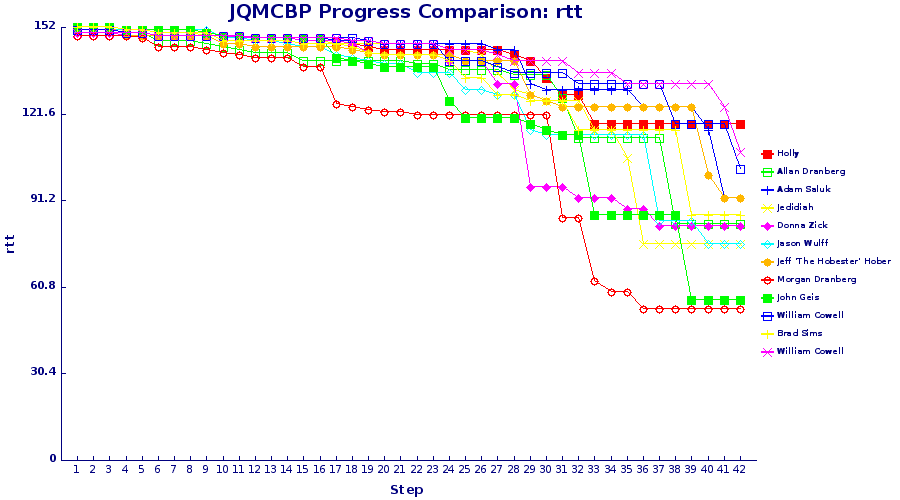 JQMCBP Progress Comparison: rtt
152
121.6
91.2
60.8
30.4
0
rtt
1 2 3 4 5 6 7 8 9 10 11 12 13 14 15 16 17 18 19 20 21 22 23 24 25 26 27 28 29 30 31 32 33 34 35 36 37 38 39 40 41 42
Step
Holly
Allan Dranberg
Adam Saluk
Jedidiah
Donna Zick
Jason Wulff
Jeff 'The Hobester' Hober
Morgan Dranberg
John Geis
William Cowell
Brad Sims
William Cowell